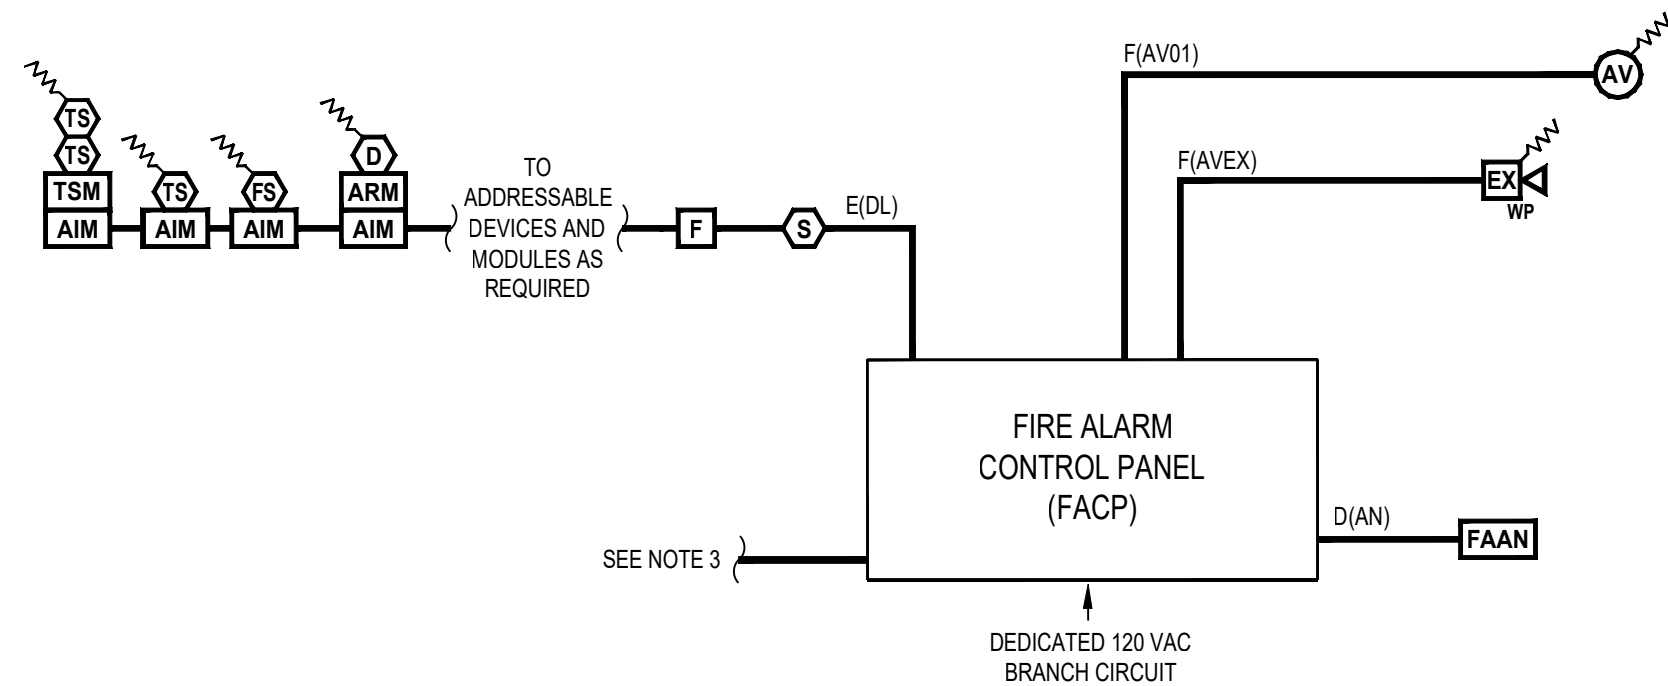 F(AV01)
AV
TS
TS
TSM
AIM
TS
AIM
FS
AIM
D
ARM
AIM
TO
ADDRESSABLE
DEVICES AND
MODULES AS
REQUIRED
F
S
E(DL)
F(AVEX)
EX
WP
FIRE ALARM
CONTROL PANEL
(FACP)
D(AN)
FAAN
SEE NOTE 3
DEDICATED 120 VAC
BRANCH CIRCUIT